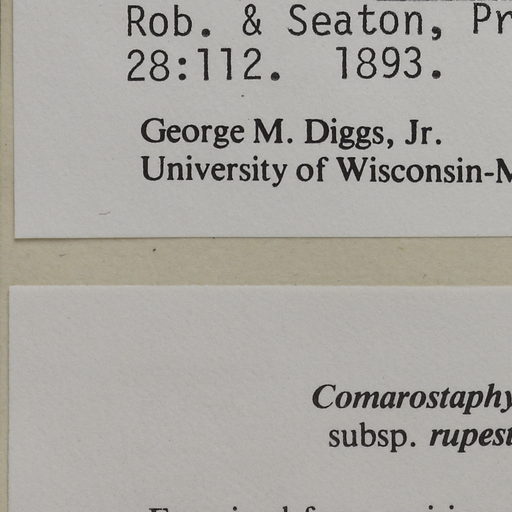 Rob. & Seaton, Pr
28:112. 1893.
George M. Diggs, Jr.
University of Wisconsin-M
Comarostaphy
subsp. rupest